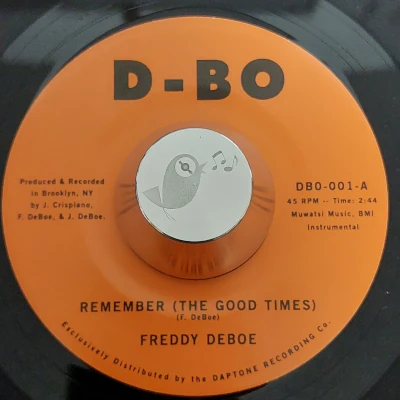 D-BO
Produced & Recorded
in Brooklyn, NY
by J. Crispiano,
F. DeBoe, & J. DeBoe.
DBO-001-A
45 RPM -- Time: 2:44
Muwatsi Music, BMI
Instrumental
REMEMBER (THE GOOD TIMES)
(F. DeBoe)
FREDDY DEBOE
Exclusively Distributed by the DAPTONE RECORDING Co.